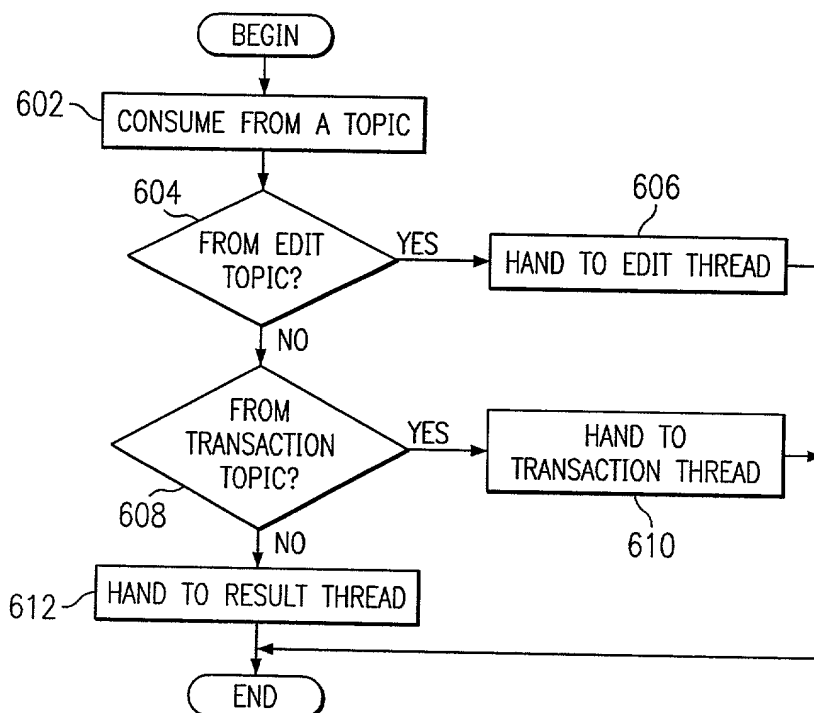 BEGIN
602
CONSUME FROM A TOPIC
604
FROM EDIT
TOPIC?
YES
606
HAND TO EDIT THREAD
NO
FROM
TRANSACTION
TOPIC?
YES
HAND TO
TRANSACTION THREAD
608
610
NO
612
HAND TO RESULT THREAD
END